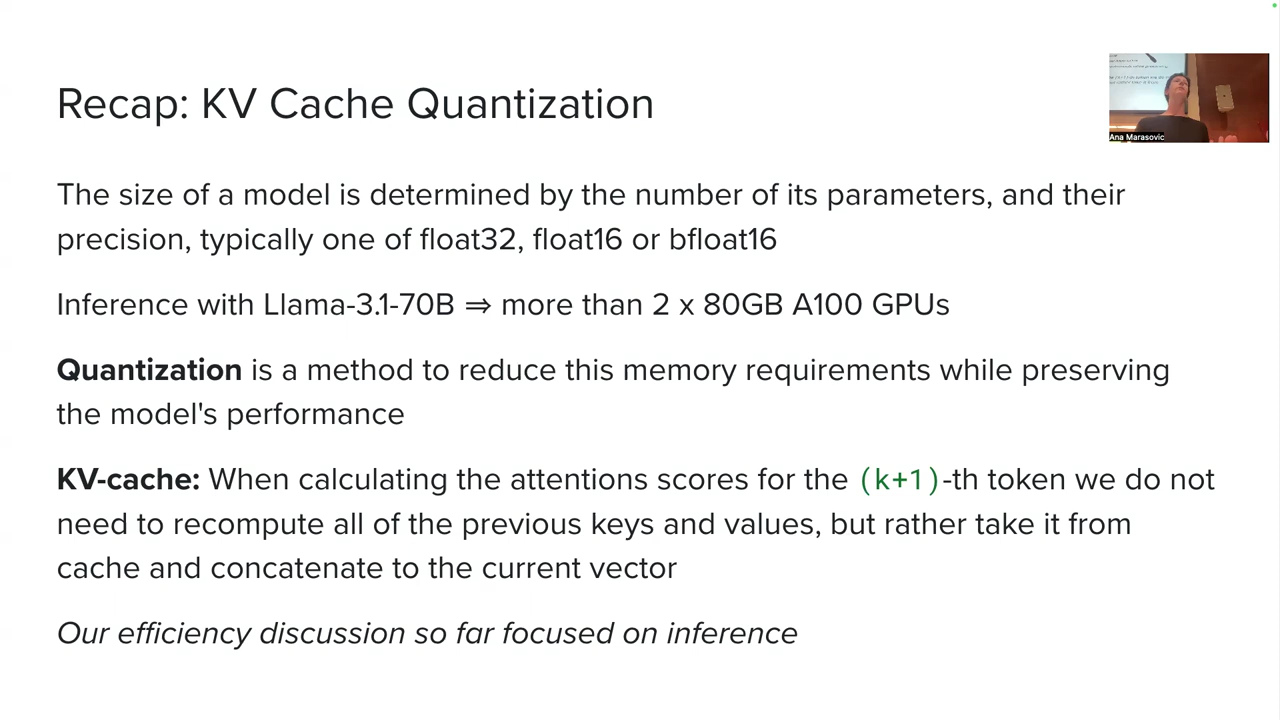 Recap: KV Cache Quantization
Ana Marasovic
The size of a model is determined by the number of its parameters, and their
precision, typically one of float32, float16 or bfloat16
Inference with Llama-3.1-70B ⇒ more than 2 x 80GB A100 GPUs
Quantization is a method to reduce this memory requirements while preserving
the model's performance
KV-cache: When calculating the attentions scores for the (k+1)-th token we do not
need to recompute all of the previous keys and values, but rather take it from
cache and concatenate to the current vector
Our efficiency discussion so far focused on inference